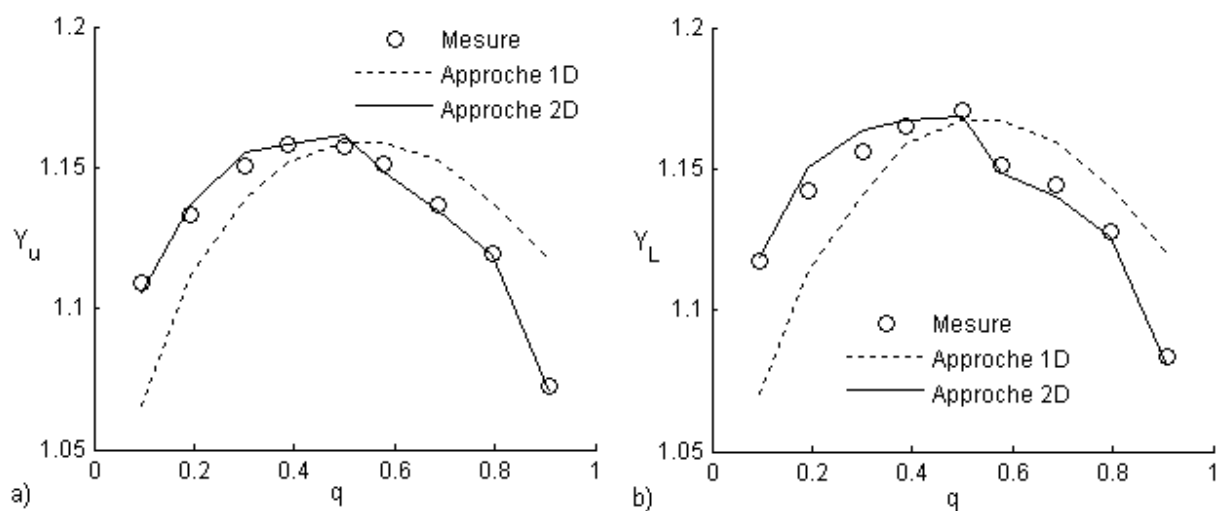 1.2
Mesure
Approche 1D
Approche 2D
1.15
Y_u
1.1
1.05
0 0.2 0.4 0.6 0.8 1
a) q
1.2
1.15
Y_L
1.1
Mesure
Approche 1D
Approche 2D
1.05
0 0.2 0.4 0.6 0.8 1
b) q